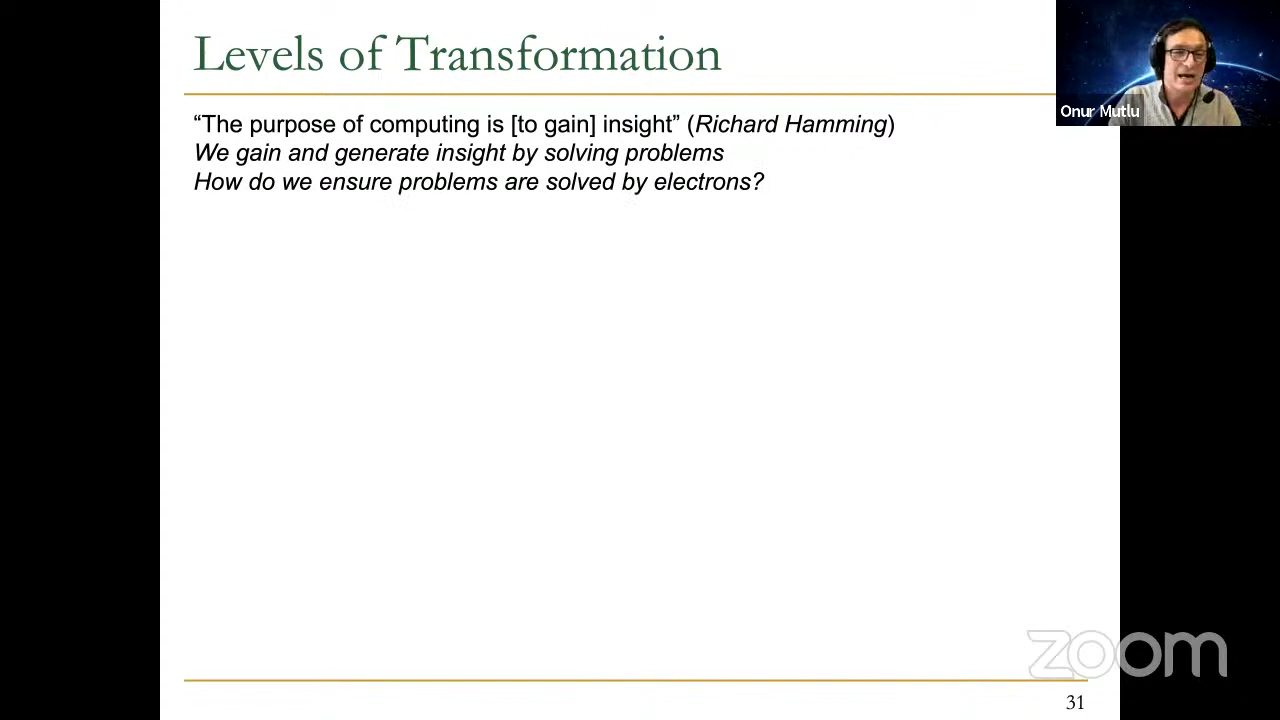 Levels of Transformation
“The purpose of computing is [to gain] insight” (Richard Hamming)
We gain and generate insight by solving problems
How do we ensure problems are solved by electrons?
Onur Mutlu
zoom
31